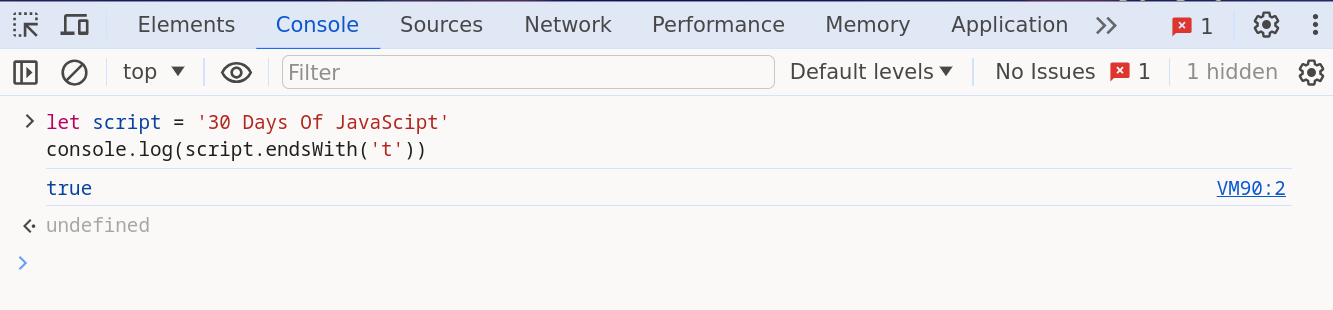 Elements Console Sources Network Performance Memory Application 1
top Filter Default levels No Issues 1 1 hidden
let script = '30 Days Of JavaScipt'
console.log(script.endsWith('t'))
true VM90:2
undefined